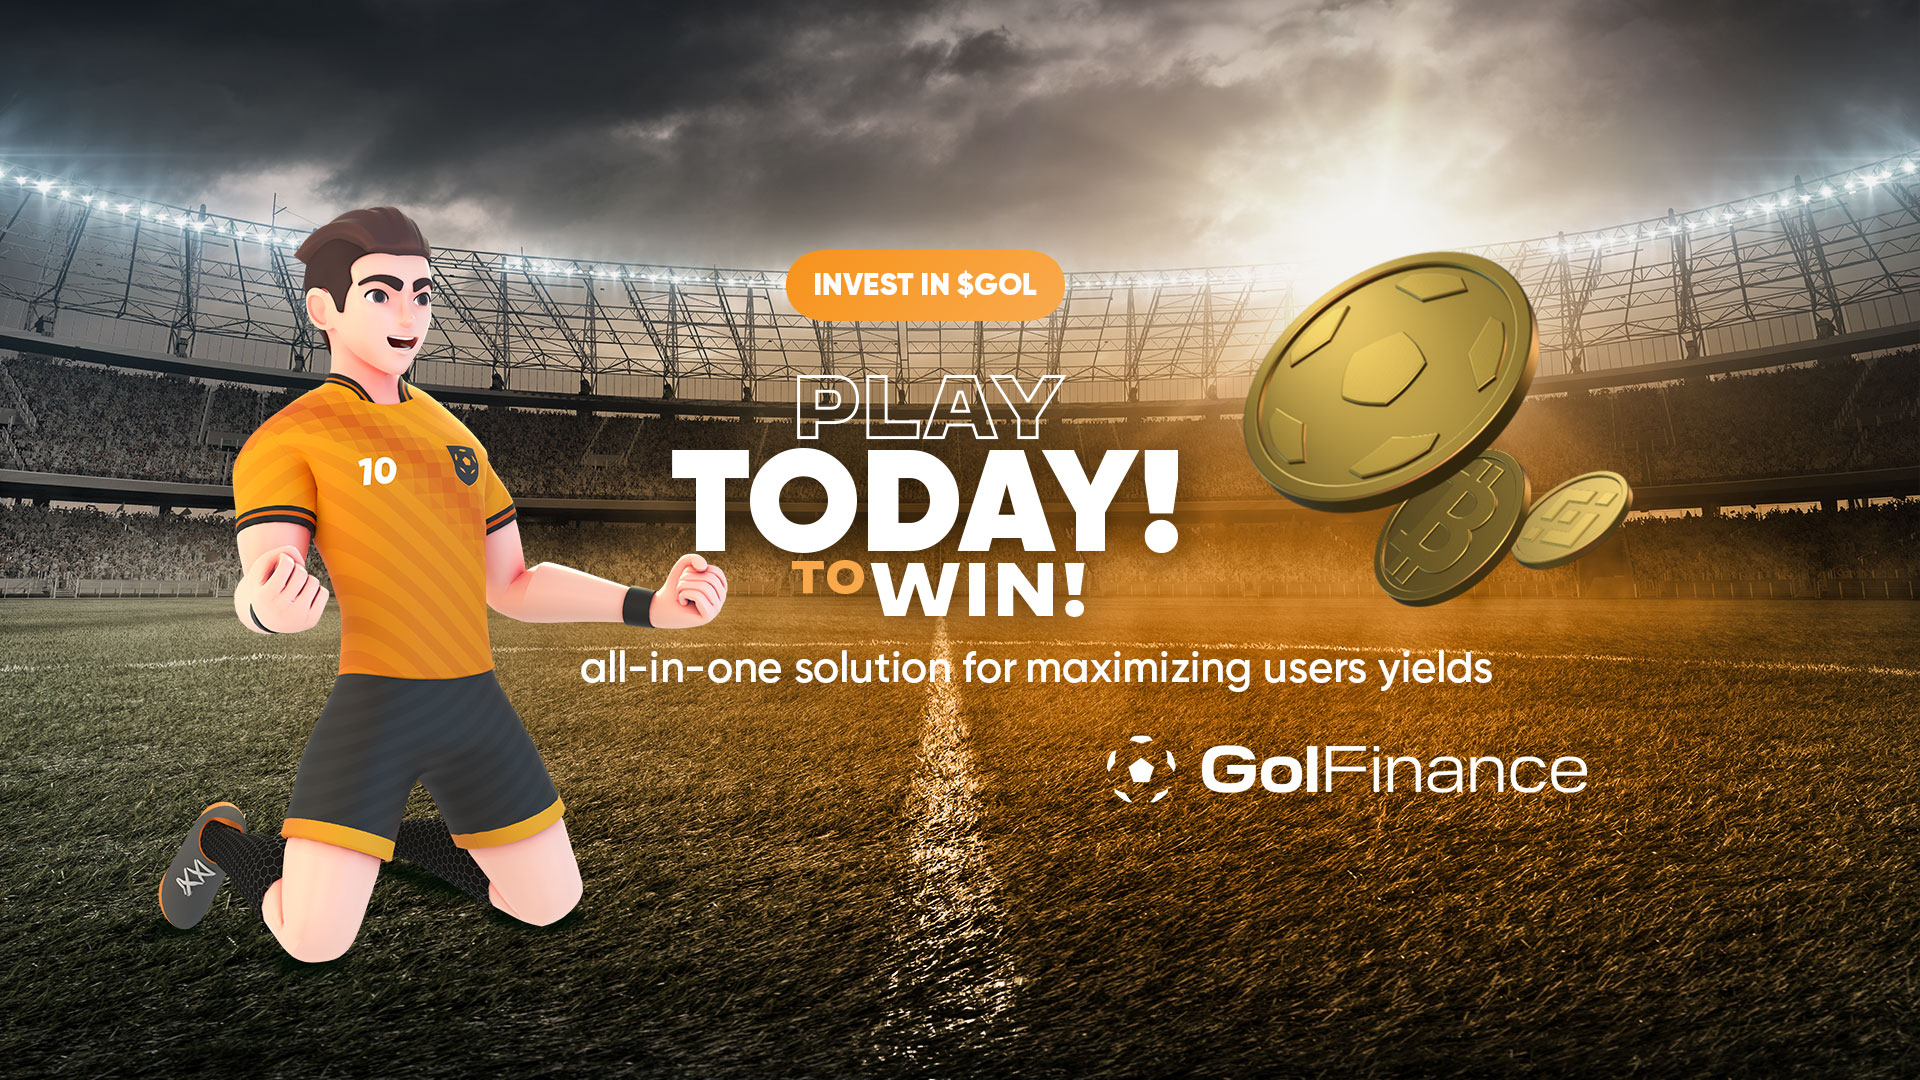 INVEST IN $GOL
PLAY
TODAY!
TO WIN!
10
all-in-one solution for maximizing users yields
GolFinance